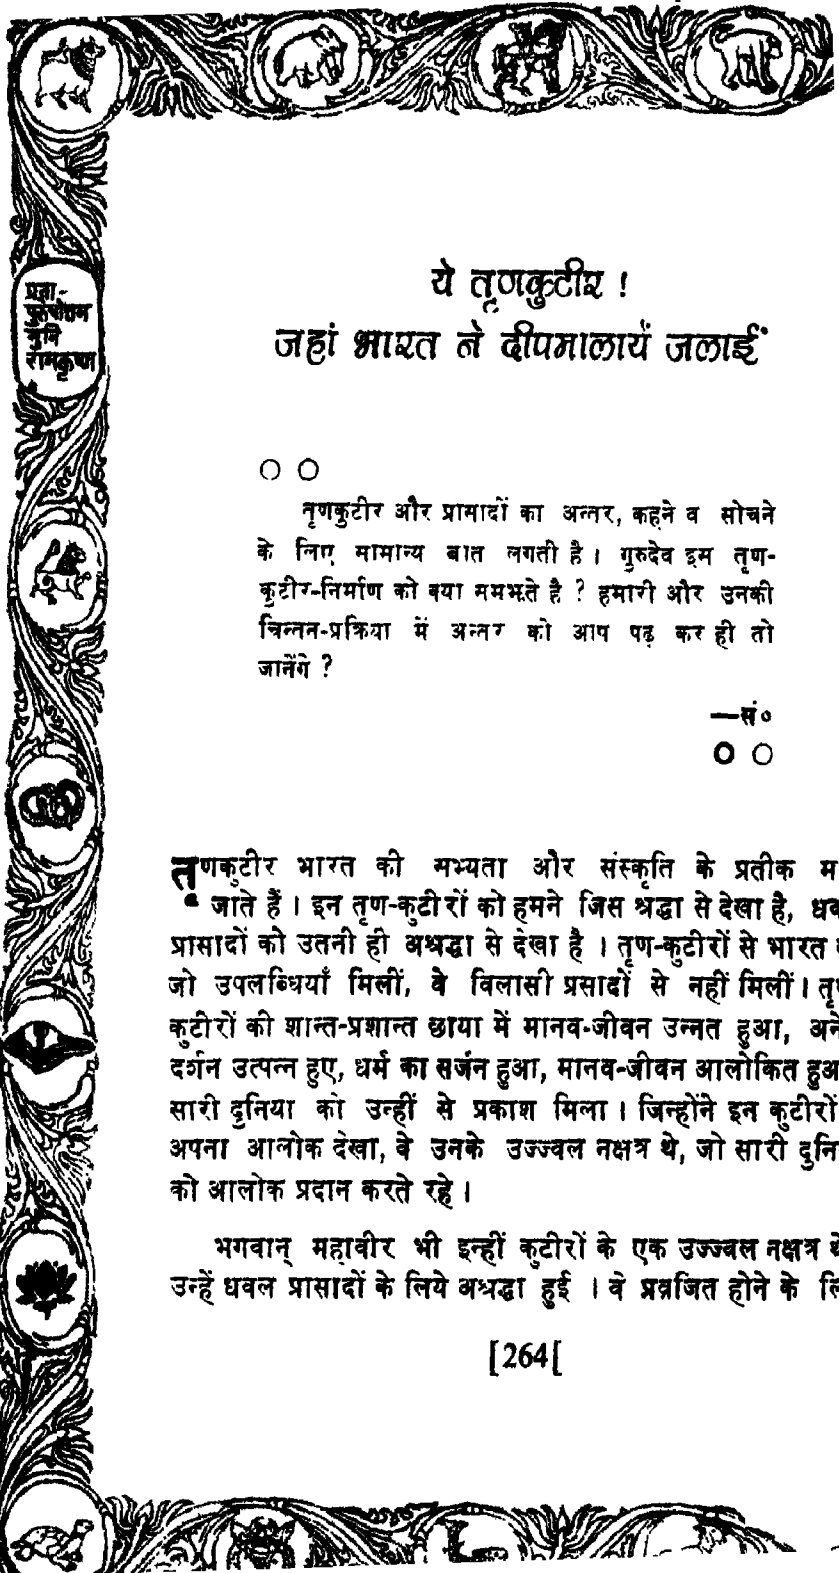 प्रज्ञा-
पुरुषोत्तम
मुनि
रामकृष्ण
ये तृणकुटीर !
जहां भारत ने दीपमालायें जलाईं
तृणकुटीर और प्रासादों का अन्तर, कहने व सोचने
के लिए सामान्य बात लगती है । गुरुदेव इस तृण-
कुटीर-निर्माण को क्या समझते है ? हमारी और उनकी
चिन्तन-प्रक्रिया में अन्तर को आप पढ़ कर ही तो
जानेंगे ?
—सं०
तृणकुटीर भारत की सभ्यता और संस्कृति के प्रतीक म
जाते हैं । इन तृण-कुटीरों को हमने जिस श्रद्धा से देखा है, धव
प्रासादों को उतनी ही अश्रद्धा से देखा है । तृण-कुटीरों से भारत
जो उपलब्धियाँ मिलीं, वे विलासी प्रसादों से नहीं मिलीं । तृ
कुटीरों की शान्त-प्रशान्त छाया में मानव-जीवन उन्नत हुआ, अने
दर्शन उत्पन्न हुए, धर्म का सर्जन हुआ, मानव-जीवन आलोकित हुआ
सारी दुनिया को उन्हीं से प्रकाश मिला । जिन्होंने इन कुटीरों
अपना आलोक देखा, वे उनके उज्ज्वल नक्षत्र थे, जो सारी दुनि
को आलोक प्रदान करते रहे ।
भगवान् महावीर भी इन्हीं कुटीरों के एक उज्ज्वल नक्षत्र थे
उन्हें धवल प्रासादों के लिये अश्रद्धा हुई । वे प्रव्रजित होने के लि
[264[